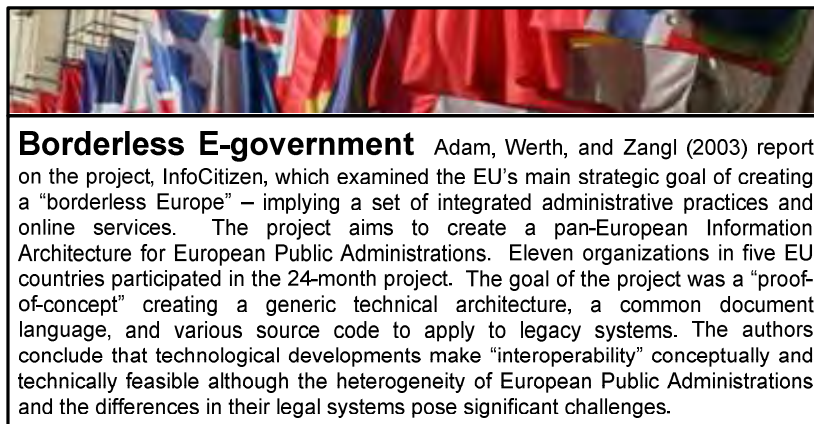 Borderless E-government Adam, Werth, and Zangl (2003) report
on the project, InfoCitizen, which examined the EU's main strategic goal of creating
a "borderless Europe" – implying a set of integrated administrative practices and
online services. The project aims to create a pan-European Information
Architecture for European Public Administrations. Eleven organizations in five EU
countries participated in the 24-month project. The goal of the project was a "proof-
of-concept" creating a generic technical architecture, a common document
language, and various source code to apply to legacy systems. The authors
conclude that technological developments make "interoperability" conceptually and
technically feasible although the heterogeneity of European Public Administrations
and the differences in their legal systems pose significant challenges.